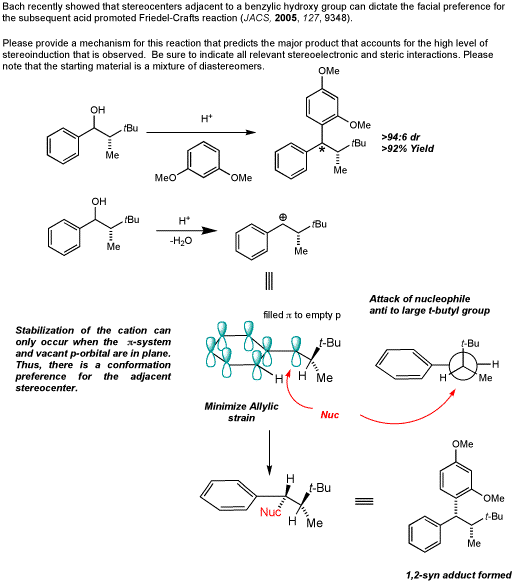 Bach recently showed that stereocenters adjacent to a benzylic hydroxy group can dictate the facial preference for
the subsequent acid promoted Friedel-Crafts reaction (JACS, 2005, 127, 9348).
Please provide a mechanism for this reaction that predicts the major product that accounts for the high level of
stereoinduction that is observed. Be sure to indicate all relevant stereoelectronic and steric interactions. Please
note that the starting material is a mixture of diastereomers.
OMe
OH
H+
OMe
tBu
Me
MeO
OMe
*
tBu
Me
>94:6 dr
>92% Yield
OH
H+
-H2O
tBu
Me
⊕
tBu
Me
filled π to empty p
Attack of nucleophile
anti to large t-butyl group
Stabilization of the cation can
only occur when the π-system
and vacant p-orbital are in plane.
Thus, there is a conformation
preference for the adjacent
stereocenter.
t-Bu
H
H
Me
t-Bu
H
H
Me
Minimize Allylic
strain
Nuc
OMe
H
t-Bu
Nuc
H
Me
OMe
t-Bu
Me
1,2-syn adduct formed